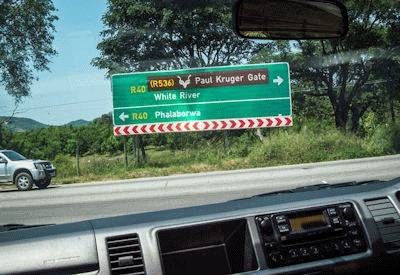 (R536) Paul Kruger Gate
R40 White River
R40 Phalaborwa